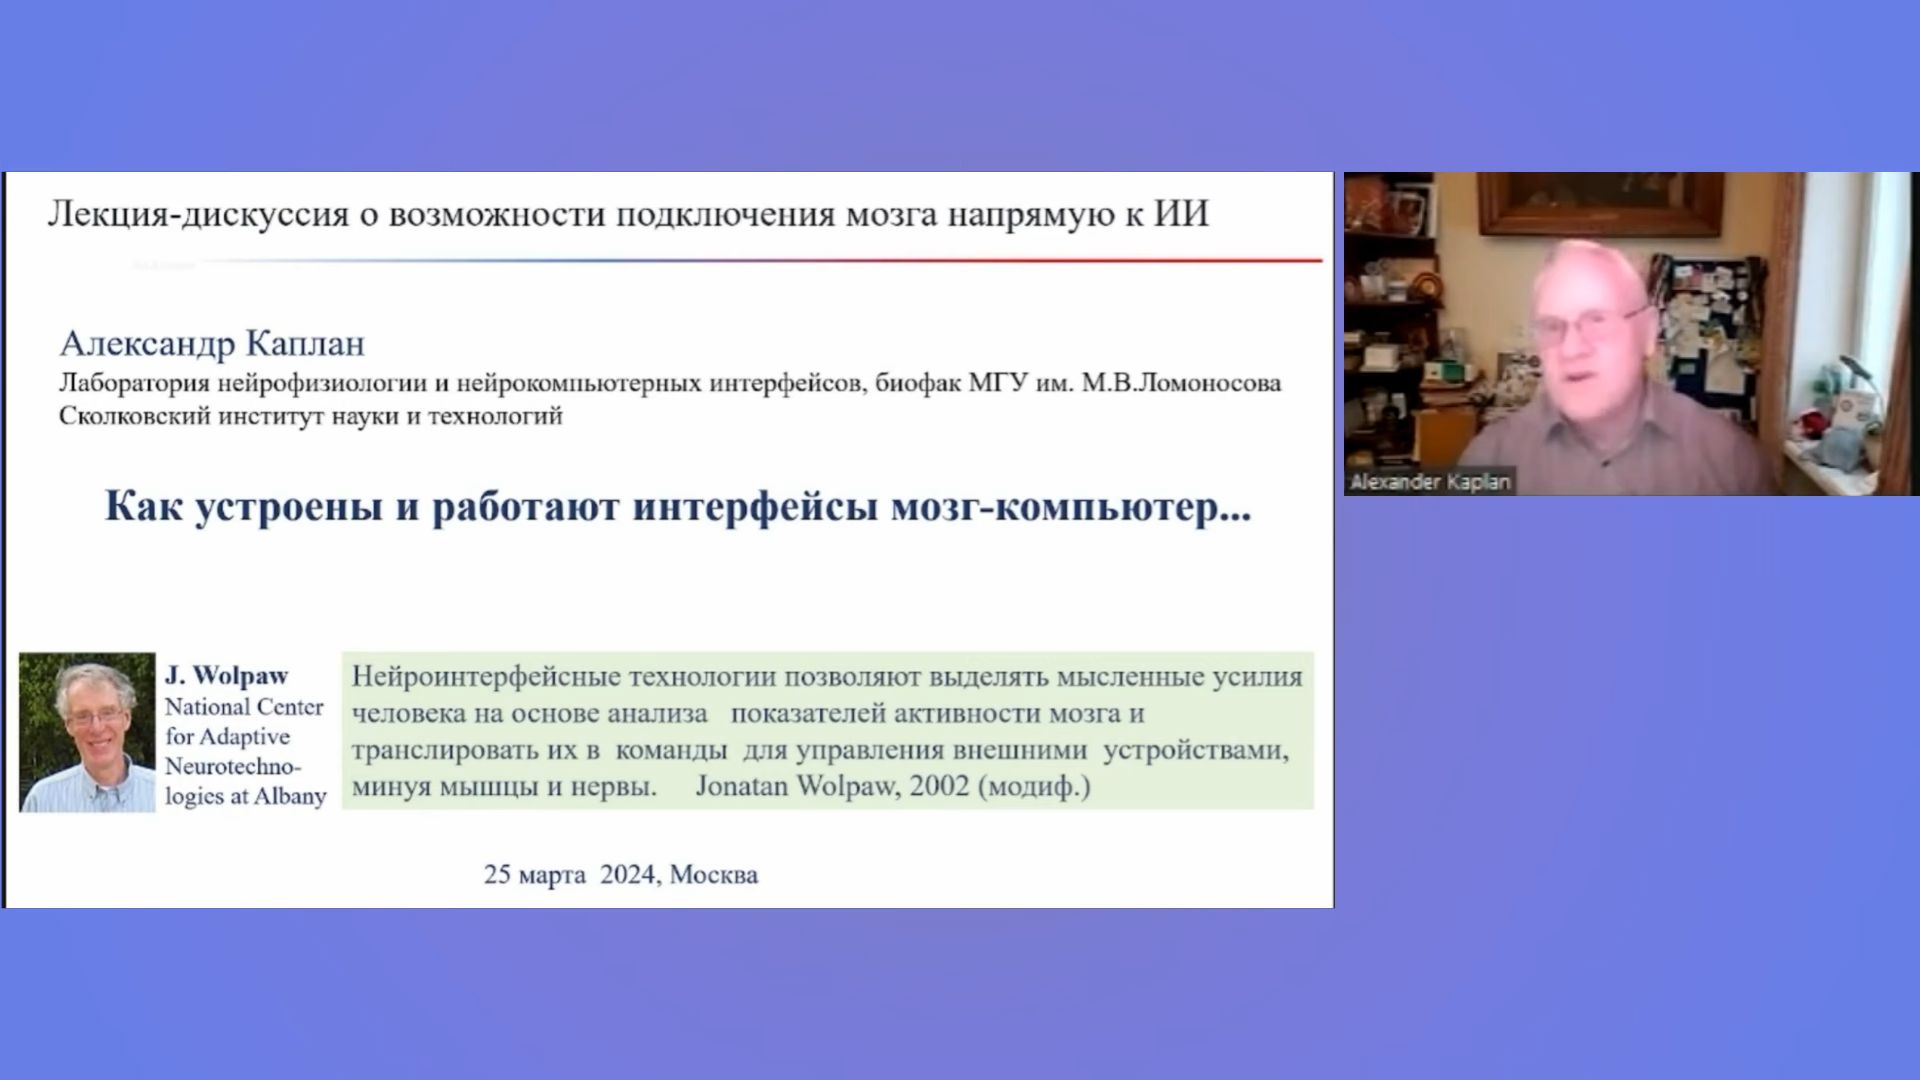 Лекция-дискуссия о возможности подключения мозга напрямую к ИИ
Александр Каплан
Лаборатория нейрофизиологии и нейрокомпьютерных интерфейсов, биофак МГУ им. М.В.Ломоносова
Сколковский институт науки и технологий
Как устроены и работают интерфейсы мозг-компьютер...
J. Wolpaw
National Center
for Adaptive
Neurotechno-
logies at Albany
Нейроинтерфейсные технологии позволяют выделять мысленные усилия
человека на основе анализа показателей активности мозга и
транслировать их в команды для управления внешними устройствами,
минуя мышцы и нервы. Jonatan Wolpaw, 2002 (модиф.)
25 марта 2024, Москва
Alexander Kaplan